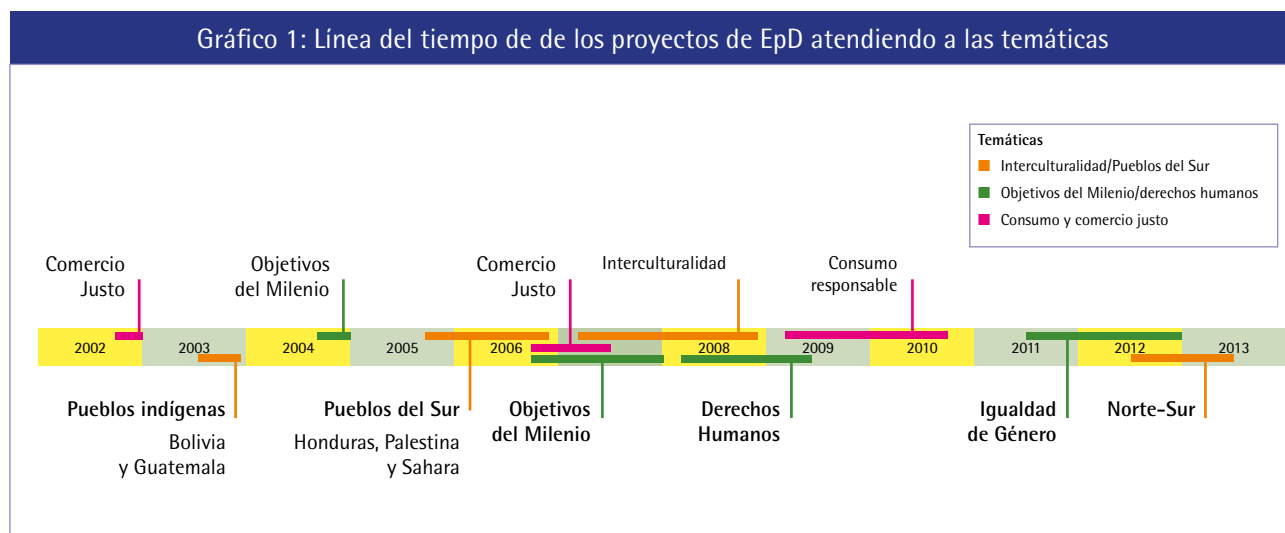 Gráfico 1: Línea del tiempo de de los proyectos de EpD atendiendo a las temáticas
Temáticas
Interculturalidad/Pueblos del Sur
Objetivos del Milenio/derechos humanos
Consumo y comercio justo
Comercio
Justo
Objetivos
del Milenio
Comercio
Justo
Interculturalidad
Consumo
responsable
2002
2003
2004
2005
2006
2008
2009
2010
2011
2012
2013
Pueblos indígenas
Bolivia
y Guatemala
Pueblos del Sur
Honduras, Palestina
y Sahara
Objetivos
del Milenio
Derechos
Humanos
Igualdad
de Género
Norte-Sur